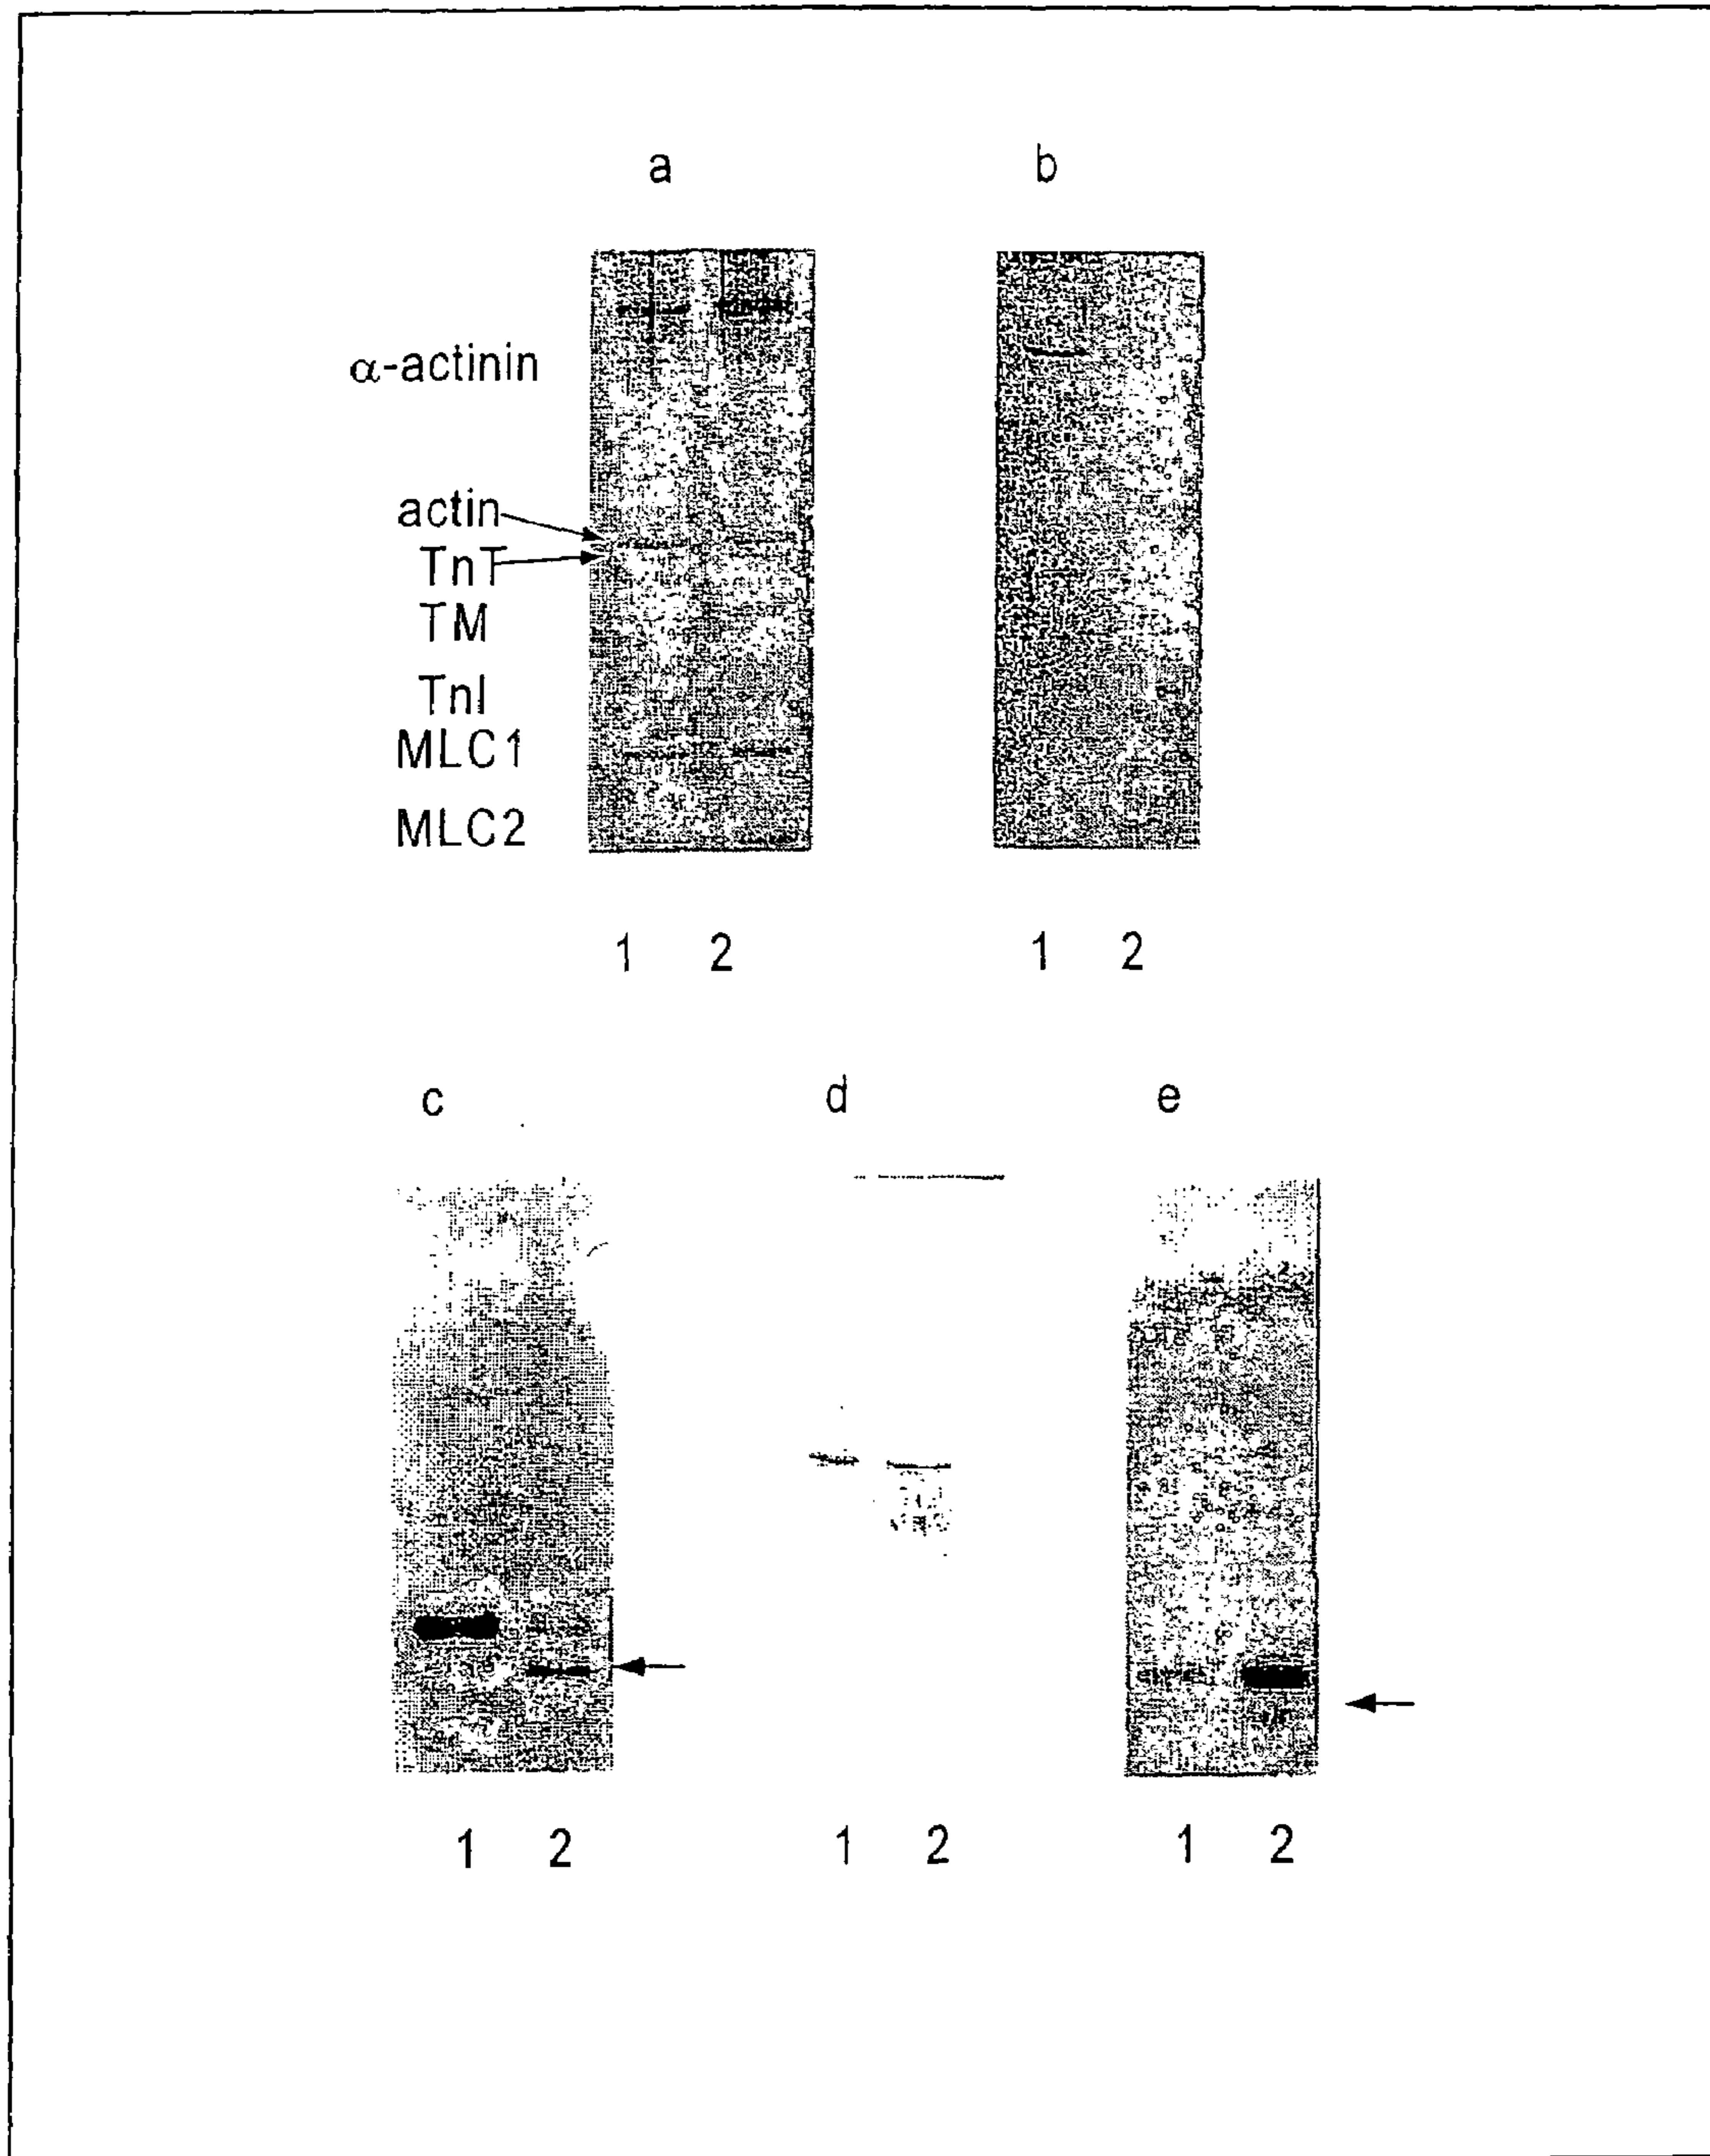 a b
α-actinin
actin
TnT
TM
TnI
MLC1
MLC2
1 2 1 2
c d e
1 2 1 2 1 2